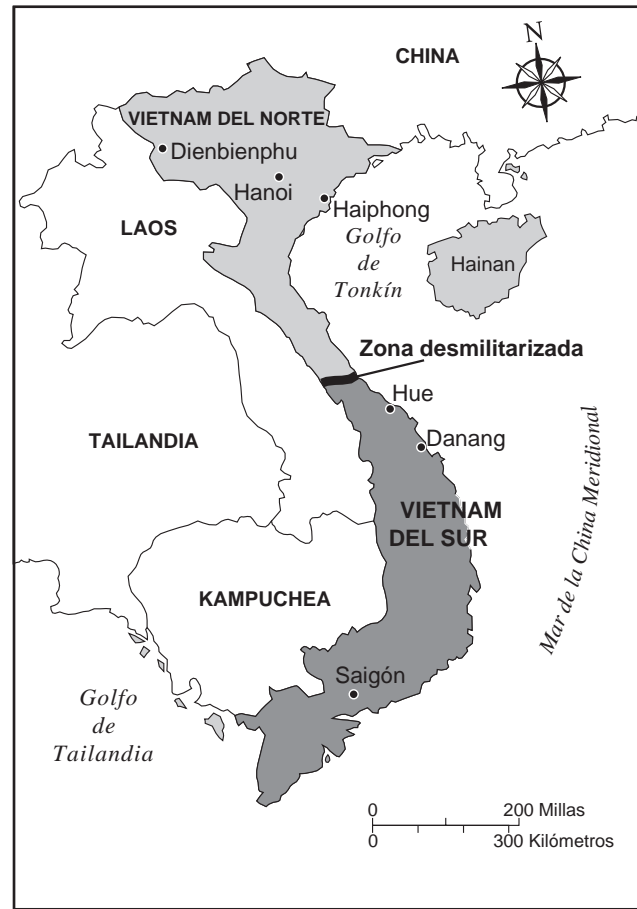 N
CHINA
VIETNAM DEL NORTE
Dienbienphu
Hanoi
Haiphong
LAOS
Golfo
de
Tonkín
Hainan
Zona desmilitarizada
Hue
TAILANDIA
Danang
VIETNAM
DEL SUR
Mar de la China Meridional
KAMPUCHEA
Saigón
Golfo
de
Tailandia
0 200 Millas
0 300 Kilómetros